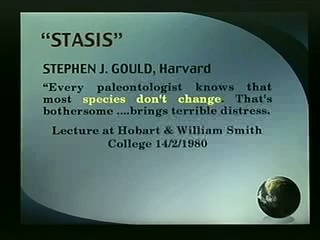 “STASIS”
STEPHEN J. GOULD, Harvard
“Every paleontologist knows that
most species don't change. That's
bothersome ....brings terrible distress.
Lecture at Hobart & William Smith
College 14/2/1980